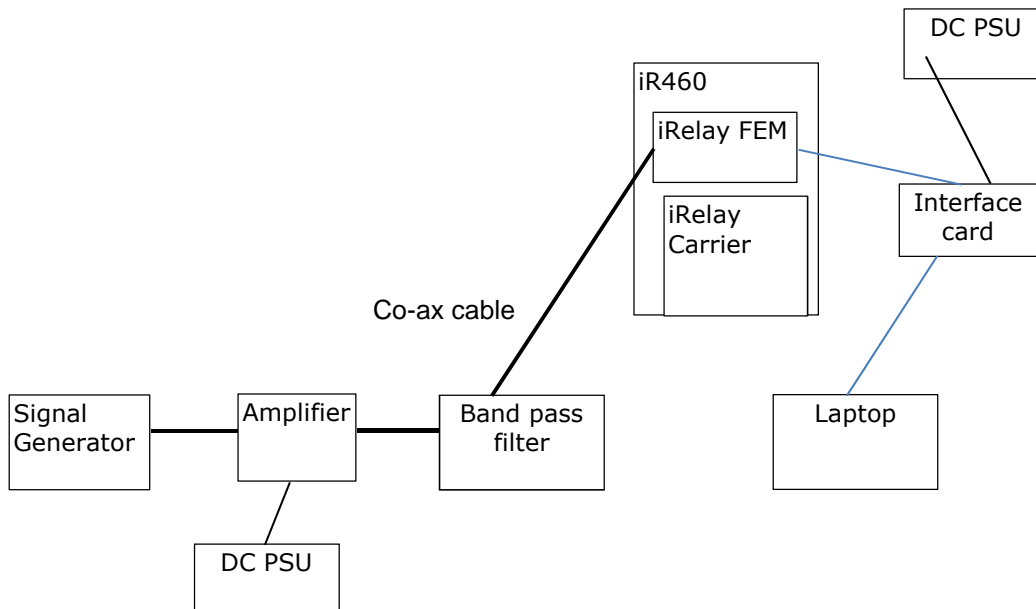 DC PSU
iR460
iRelay FEM
iRelay
Carrier
Interface
card
Co-ax cable
Signal
Generator
Amplifier
Band pass
filter
Laptop
DC PSU